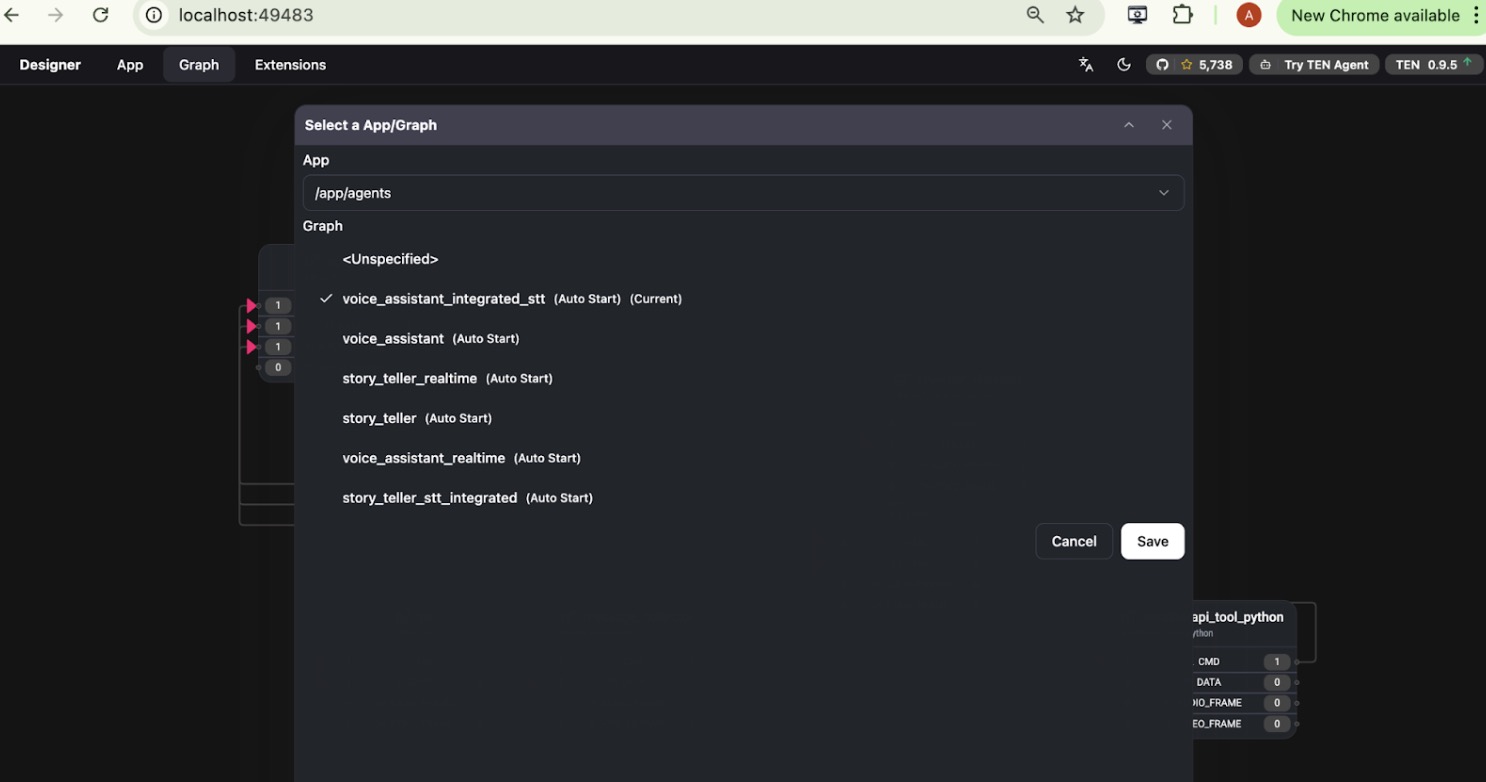 localhost:49483
A
New Chrome available
Designer App Graph Extensions
5,738 Try TEN Agent TEN 0.9.5
Select a App/Graph
App
/app/agents
Graph
<Unspecified>
voice_assistant_integrated_stt (Auto Start) (Current)
voice_assistant (Auto Start)
story_teller_realtime (Auto Start)
story_teller (Auto Start)
voice_assistant_realtime (Auto Start)
story_teller_stt_integrated (Auto Start)
Cancel Save
1
1
1
0
api_tool_python
ython
CMD 1
DATA 0
DIO_FRAME 0
EO_FRAME 0